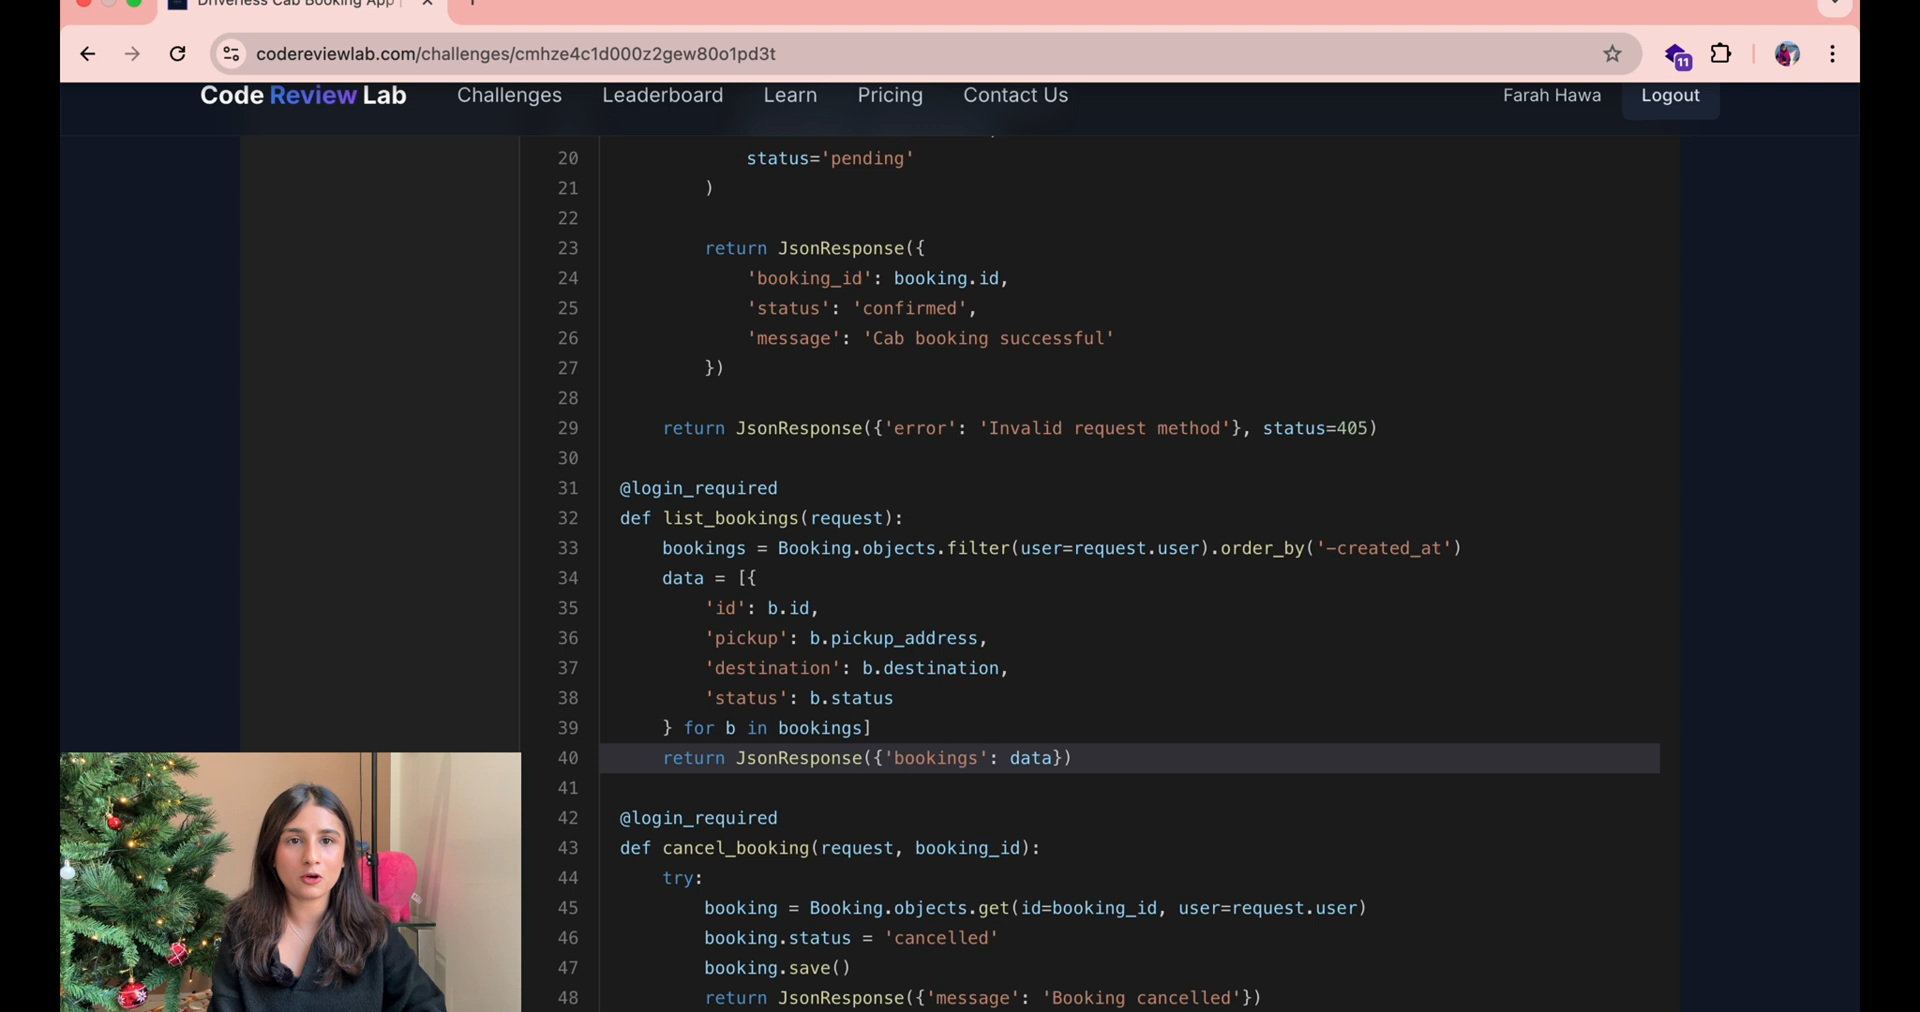 Driverless Cab Booking App
codereviewlab.com/challenges/cmhze4c1d000z2gew80o1pd3t
11
Code Review Lab
Challenges
Leaderboard
Learn
Pricing
Contact Us
Farah Hawa
Logout
20 status='pending'
21 )
22
23 return JsonResponse({
24 'booking_id': booking.id,
25 'status': 'confirmed',
26 'message': 'Cab booking successful'
27 })
28
29 return JsonResponse({'error': 'Invalid request method'}, status=405)
30
31 @login_required
32 def list_bookings(request):
33 bookings = Booking.objects.filter(user=request.user).order_by('-created_at')
34 data = [{
35 'id': b.id,
36 'pickup': b.pickup_address,
37 'destination': b.destination,
38 'status': b.status
39 } for b in bookings]
40 return JsonResponse({'bookings': data})
41
42 @login_required
43 def cancel_booking(request, booking_id):
44 try:
45 booking = Booking.objects.get(id=booking_id, user=request.user)
46 booking.status = 'cancelled'
47 booking.save()
48 return JsonResponse({'message': 'Booking cancelled'})